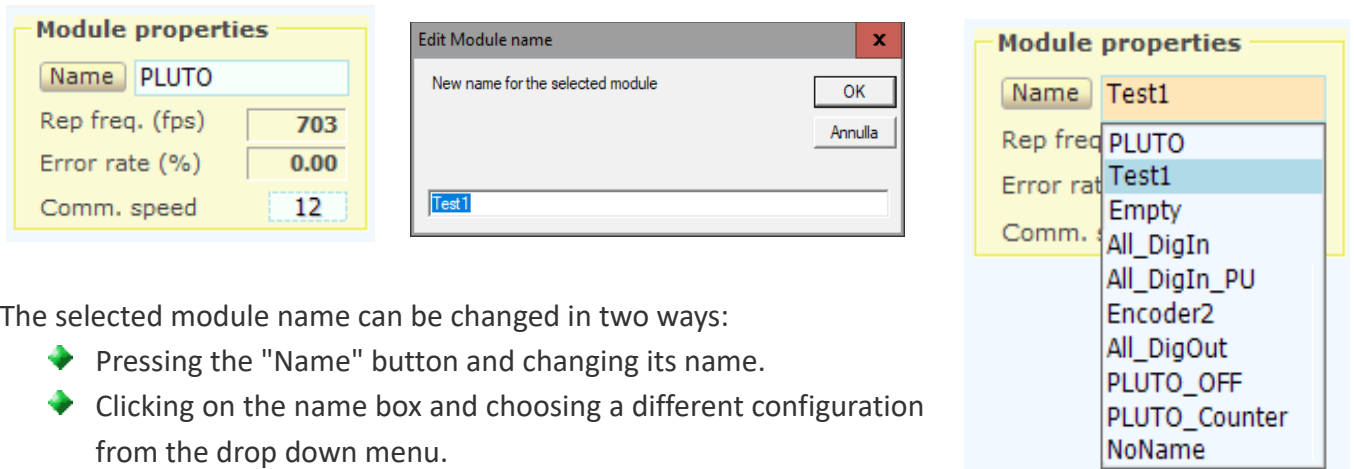 Module properties
Name PLUTO
Rep freq. (fps) 703
Error rate (%) 0.00
Comm. speed 12
Edit Module name x
New name for the selected module
OK
Annulla
Test1
Module properties
Name Test1
Rep freq
Error rat
Comm.
PLUTO
Test1
Empty
All_DigIn
All_DigIn_PU
Encoder2
All_DigOut
PLUTO_OFF
PLUTO_Counter
NoName
The selected module name can be changed in two ways:
Pressing the "Name" button and changing its name.
Clicking on the name box and choosing a different configuration
from the drop down menu.